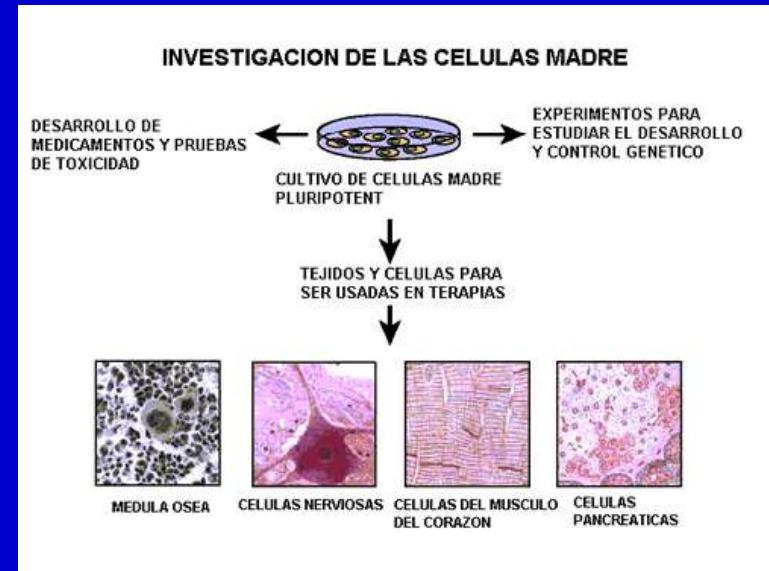 INVESTIGACION DE LAS CELULAS MADRE
DESARROLLO DE
MEDICAMENTOS Y PRUEBAS
DE TOXICIDAD
EXPERIMENTOS PARA
ESTUDIAR EL DESARROLLO
Y CONTROL GENETICO
CULTIVO DE CELULAS MADRE
PLURIPOTENT
TEJIDOS Y CELULAS PARA
SER USADAS EN TERAPIAS
MEDULA OSEA
CELULAS NERVIOSAS
CELULAS DEL MUSCULO
DEL CORAZON
CELULAS
PANCREATICAS